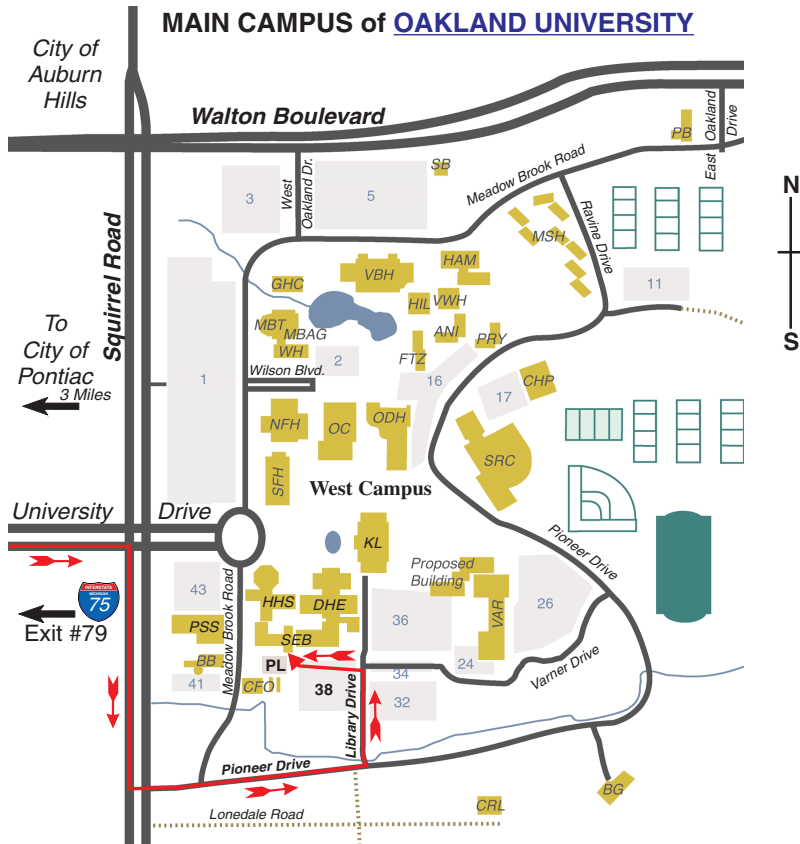 MAIN CAMPUS of OAKLAND UNIVERSITY
City of
Auburn
Hills
Walton Boulevard
East Oakland
Drive
PB
SB
Meadow Brook Road
West
Oakland Dr.
3
5
N
S
MSH
Ravine Drive
Squirrel Road
VBH
HAM
GHC
11
HIL
VWH
MBT
MBAG
WH
ANI
PRY
FTZ
To
City of
Pontiac
3 Miles
1
2
Wilson Blvd.
16
17
CHP
NFH
OC
ODH
SRC
SFH
West Campus
University
Drive
KL
Pioneer Drive
Proposed
Building
INTERSTATE
MICHIGAN
75
Exit #79
43
HHS
DHE
36
VAR
26
PSS
SEB
Meadow Brook Road
BB
PL
24
Varner Drive
34
41
CFO
38
Library Drive
32
Pioneer Drive
BG
CRL
Lonedale Road